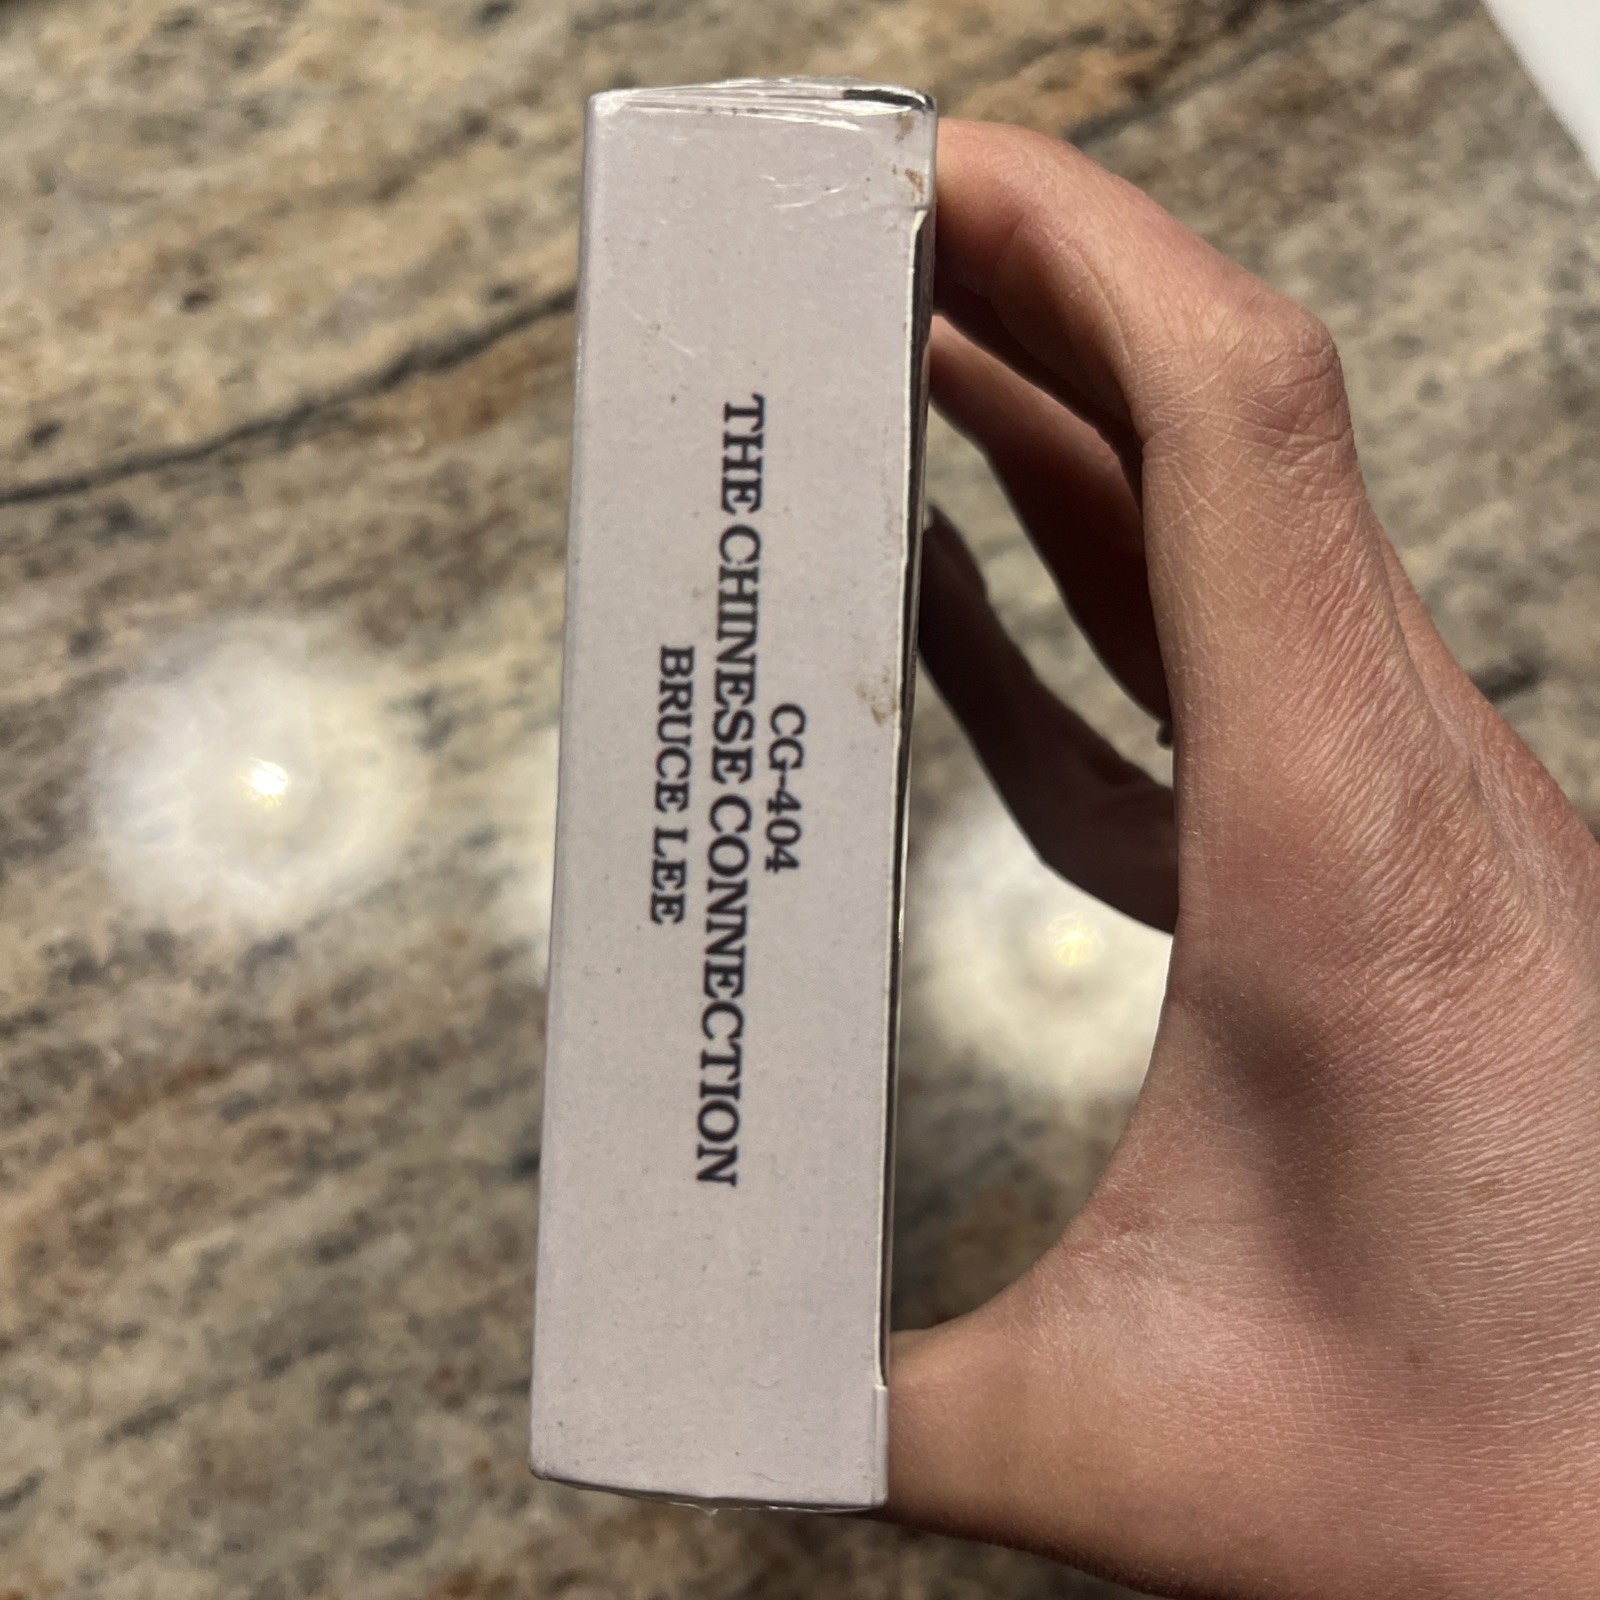 CG-404
THE CHINESE CONNECTION
BRUCE LEE